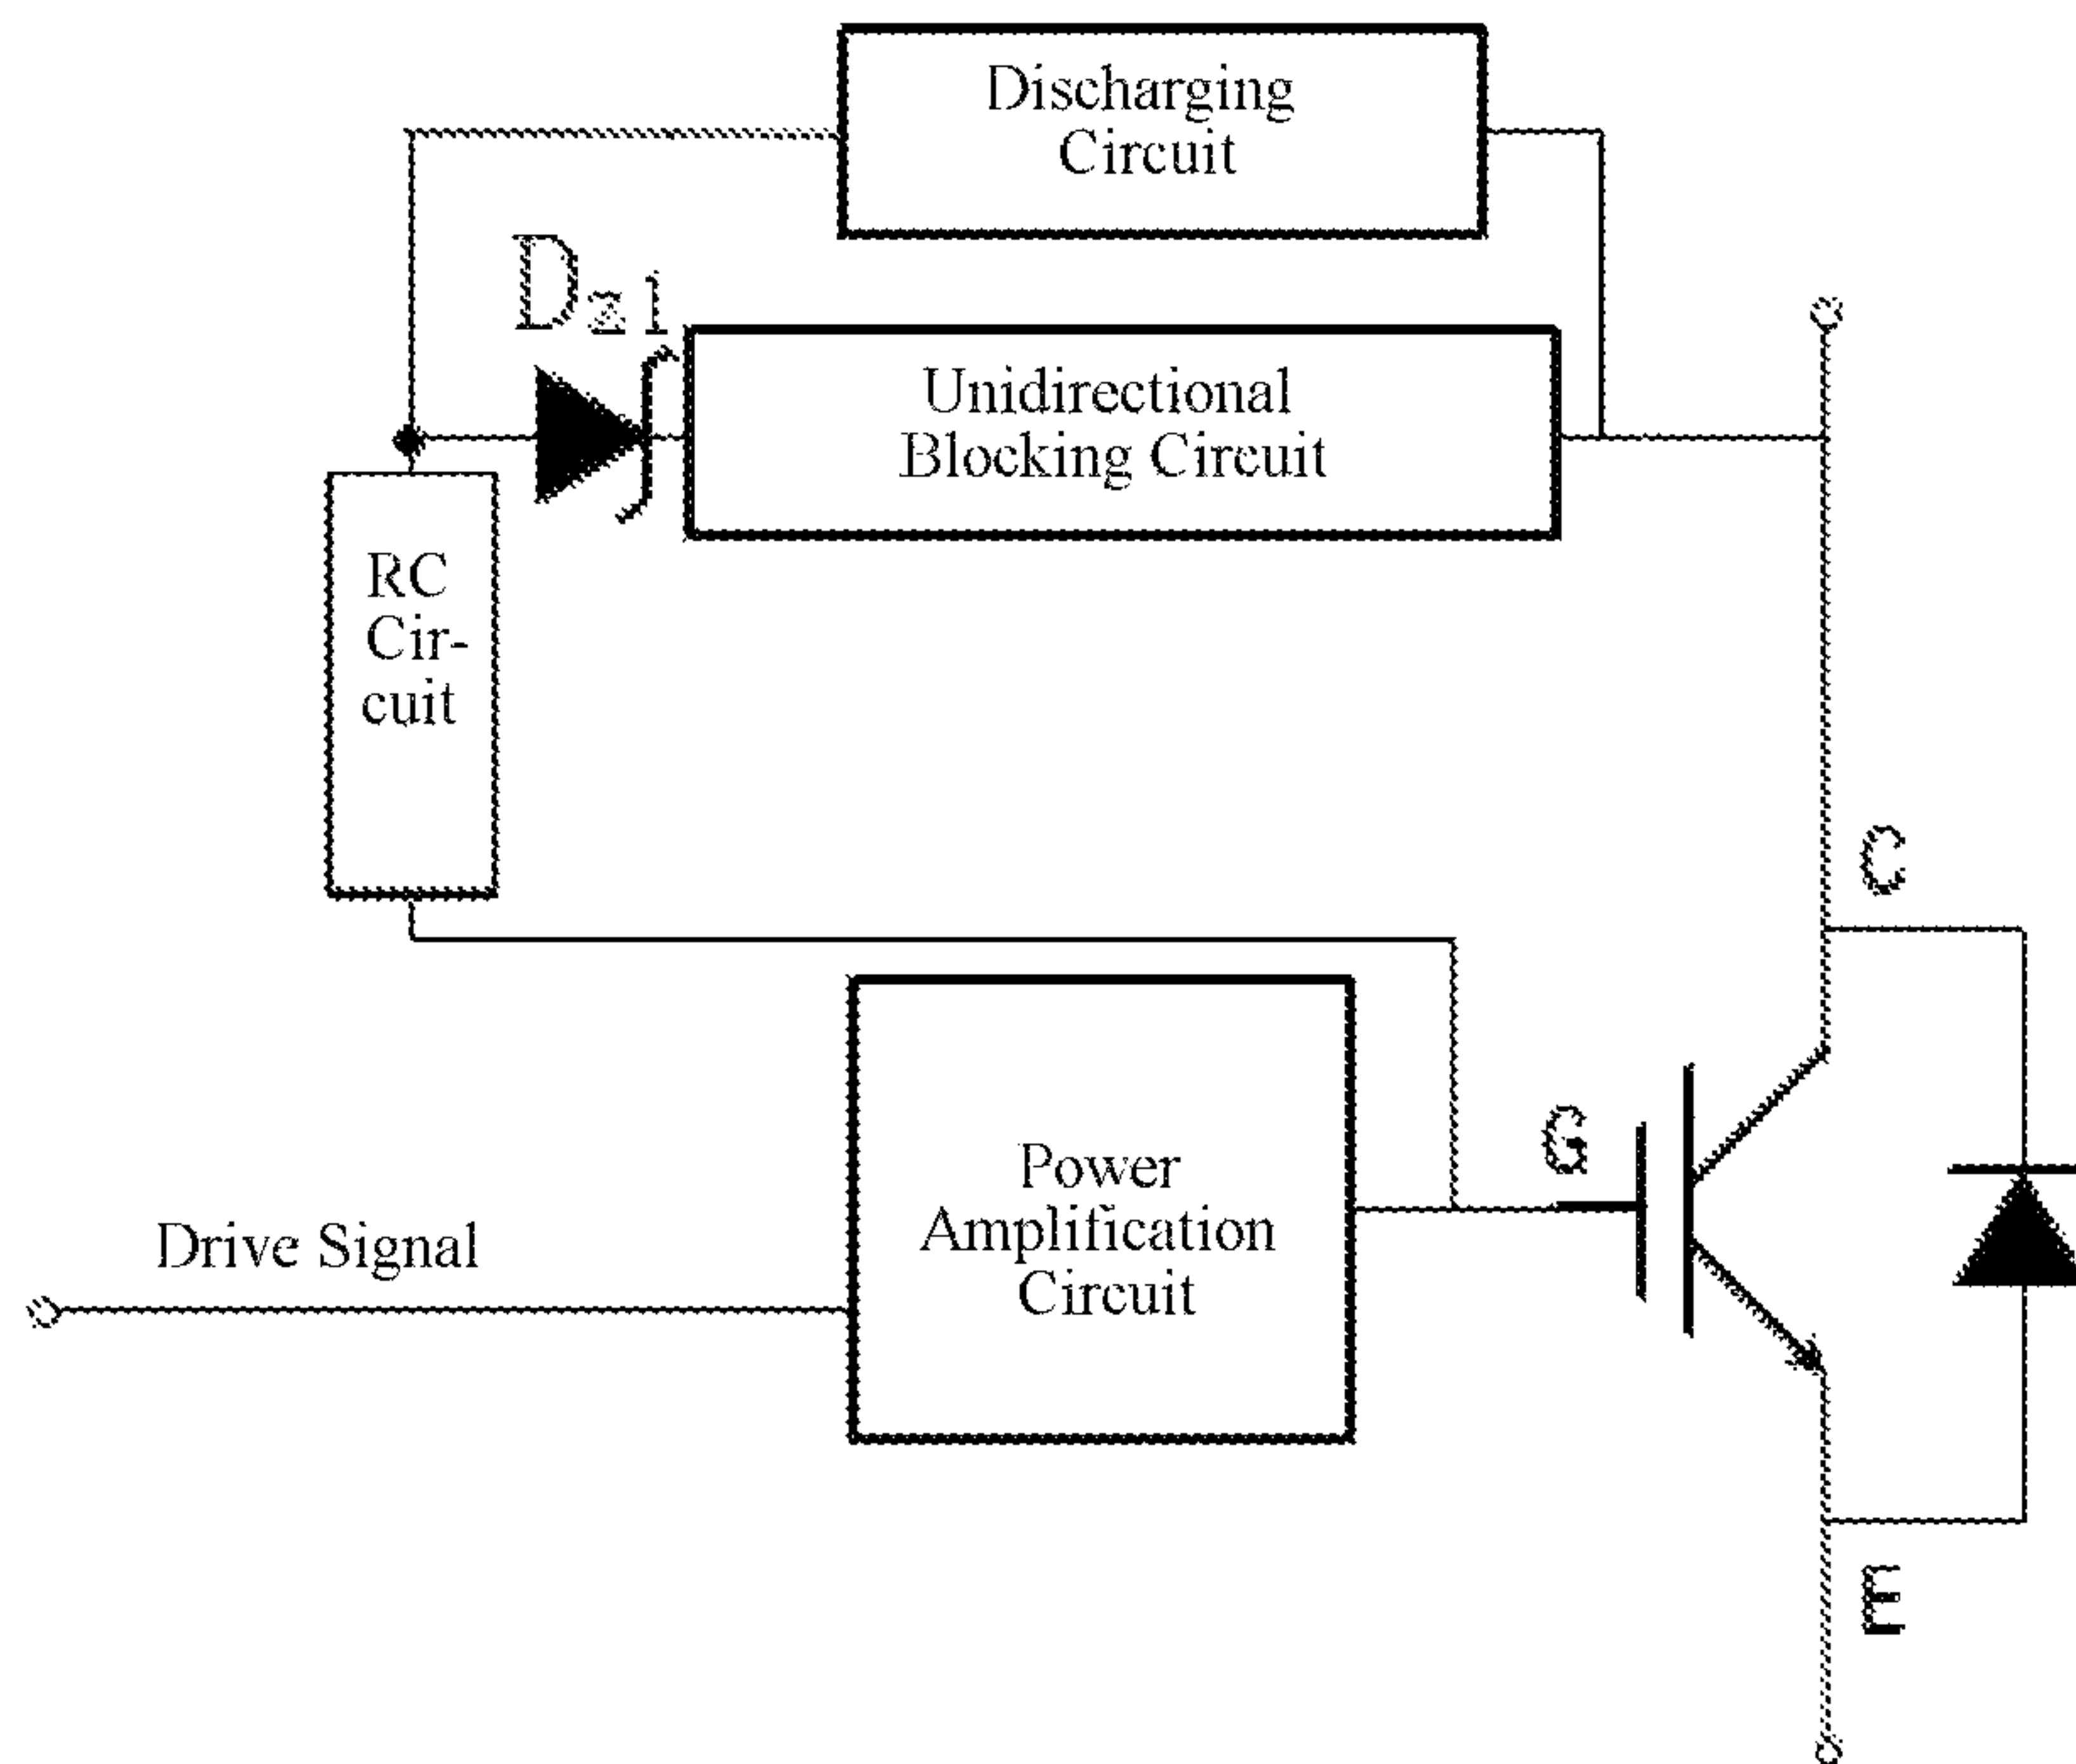 Discharging
Circuit
Dz1
Unidirectional
Blocking Circuit
RC
Cir-
cuit
C
G
Power
Amplification
Circuit
Drive Signal
E